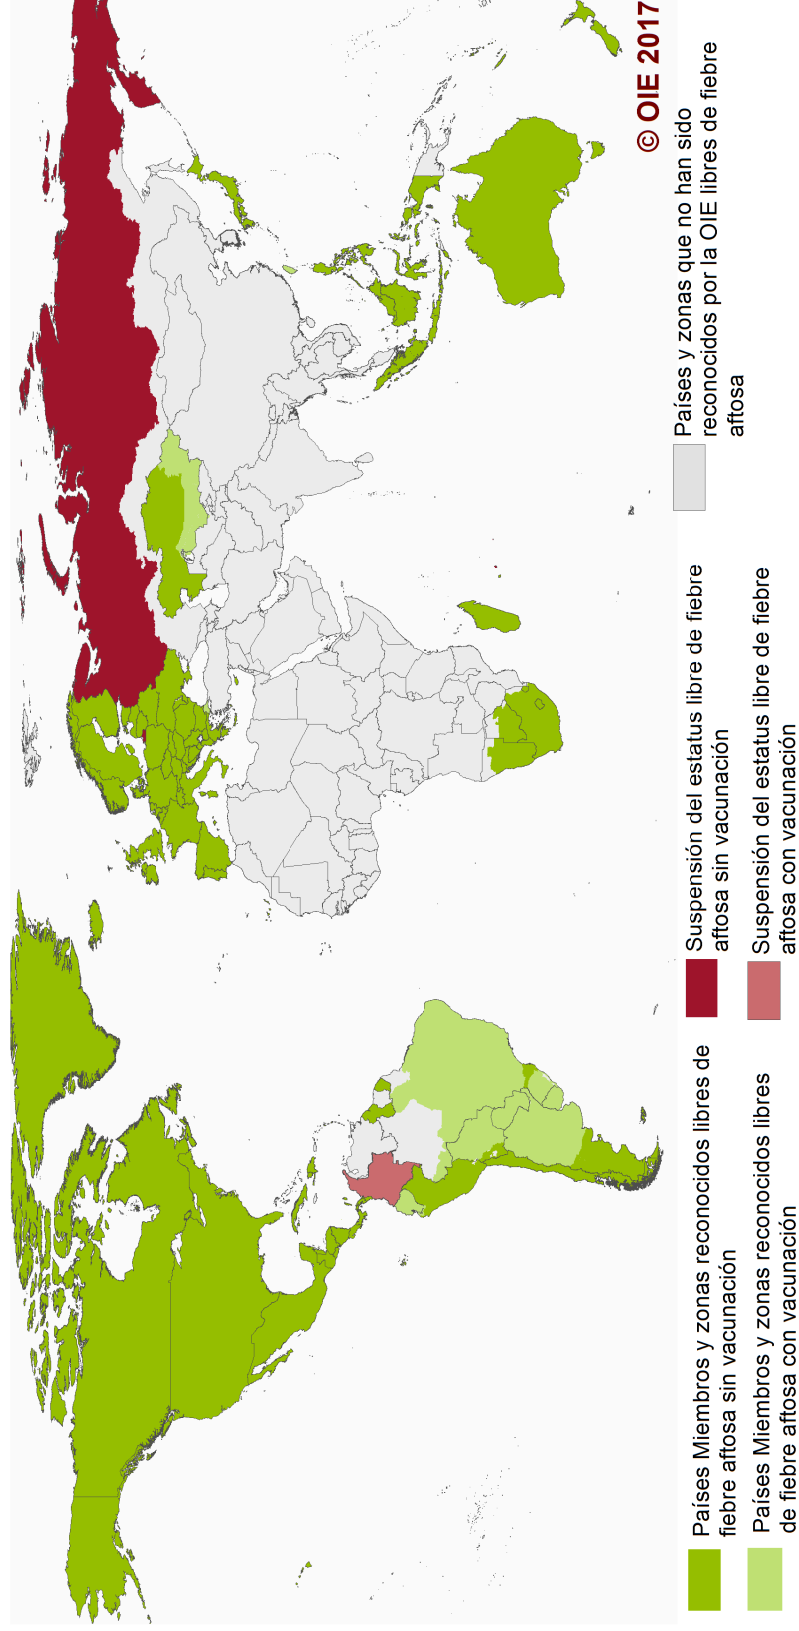 © OIE 2017
Países Miembros y zonas reconocidos libres de
fiebre aftosa sin vacunación
Países Miembros y zonas reconocidos libres
de fiebre aftosa con vacunación
Suspensión del estatus libre de fiebre
aftosa sin vacunación
Suspensión del estatus libre de fiebre
aftosa con vacunación
Países y zonas que no han sido
reconocidos por la OIE libres de fiebre
aftosa